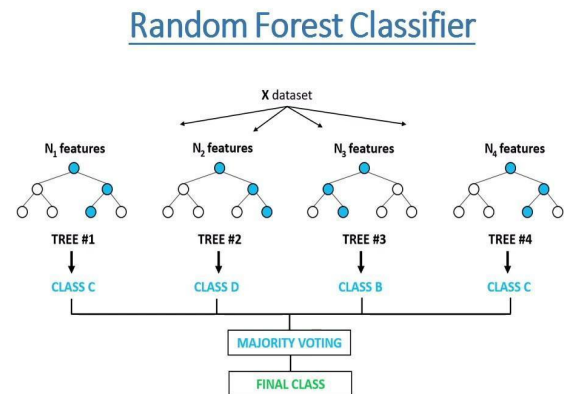 Random Forest Classifier
X dataset
N₁ features N₂ features N₃ features N₄ features
TREE #1 TREE #2 TREE #3 TREE #4
CLASS C CLASS D CLASS B CLASS C
MAJORITY VOTING
FINAL CLASS